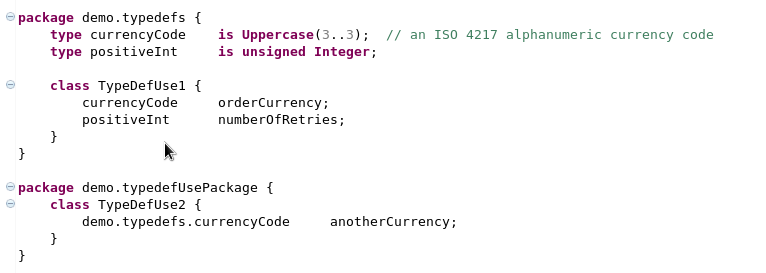 package demo.typedefs {
    type currencyCode    is Uppercase(3..3);  // an ISO 4217 alphanumeric currency code
    type positiveInt     is unsigned Integer;
    class TypeDefUse1 {
        currencyCode     orderCurrency;
        positiveInt      numberOfRetries;
    }
}
package demo.typedefUsePackage {
    class TypeDefUse2 {
        demo.typedefs.currencyCode     anotherCurrency;
    }
}